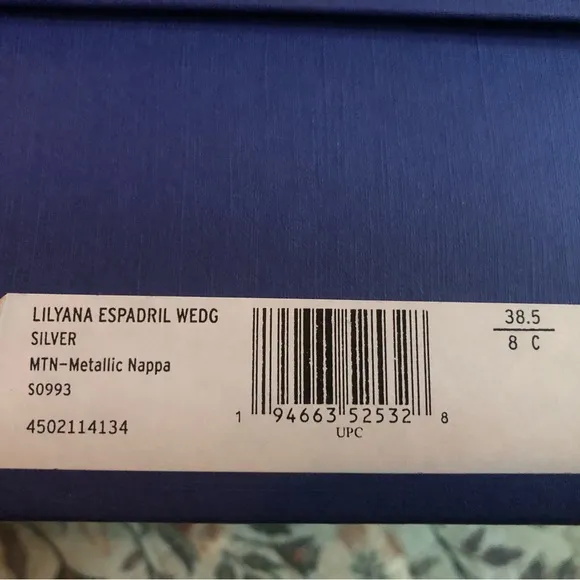 LILYANA ESPADRIL WEDG
SILVER
MTN-Metallic Nappa
S0993
4502114134
1 94663 52532 8
UPC
38.5
8 C